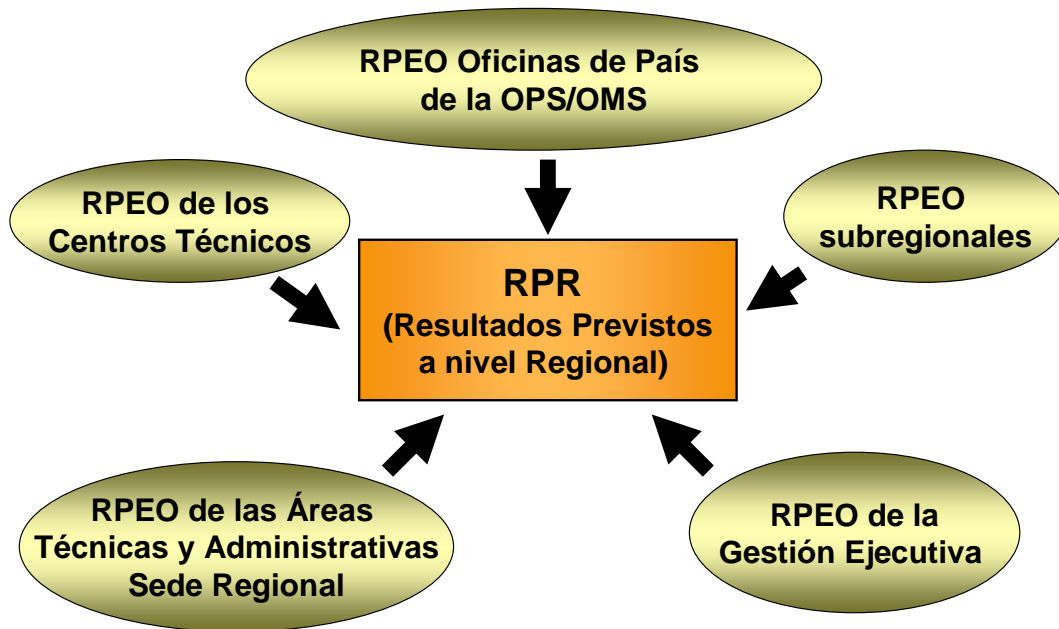 RPEO Oficinas de País
de la OPS/OMS
RPEO de los
Centros Técnicos
RPEO
subregionales
RPR
(Resultados Previstos
a nivel Regional)
RPEO de las Áreas
Técnicas y Administrativas
Sede Regional
RPEO de la
Gestión Ejecutiva